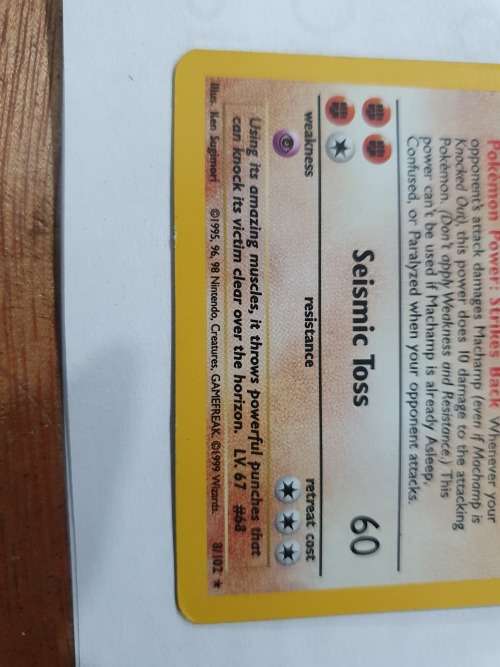 Pokémon Power: Strike Back Whenever your
opponent's attack damages Machamp (even if Machamp is
Knocked Out), this power does 10 damage to the attacking
Pokémon. (Don't apply Weakness and Resistance.) This
power can't be used if Machamp is already Asleep,
Confused, or Paralyzed when your opponent attacks.
Seismic Toss 60
weakness resistance retreat cost
Using its amazing muscles, it throws powerful punches that
can knock its victim clear over the horizon. LV. 67 #68
Illus. Ken Sugimori ©1995, 96, 98 Nintendo, Creatures, GAMEFREAK. ©1999 Wizards. 8/102 ★